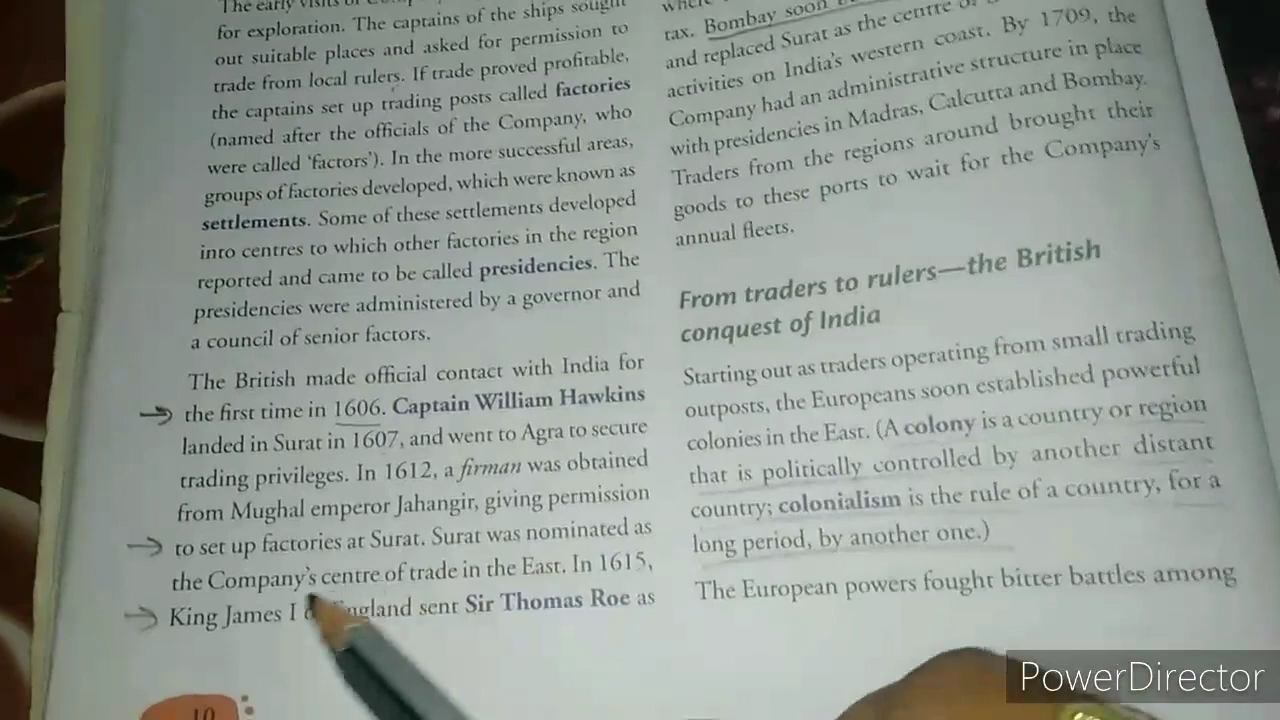 The early visits of
for exploration. The captains of the ships sought
out suitable places and asked for permission to
trade from local rulers. If trade proved profitable,
the captains set up trading posts called factories
(named after the officials of the Company, who
were called 'factors'). In the more successful areas,
groups of factories developed, which were known as
settlements. Some of these settlements developed
into centres to which other factories in the region
reported and came to be called presidencies. The
presidencies were administered by a governor and
a council of senior factors.
The British made official contact with India for
the first time in 1606. Captain William Hawkins
landed in Surat in 1607, and went to Agra to secure
trading privileges. In 1612, a firman was obtained
from Mughal emperor Jahangir, giving permission
to set up factories at Surat. Surat was nominated as
the Company's centre of trade in the East. In 1615,
King James I England sent Sir Thomas Roe as
10
where
tax. Bombay soon
and replaced Surat as the centre
activities on India's western coast. By 1709, the
Company had an administrative structure in place
with presidencies in Madras, Calcutta and Bombay.
Traders from the regions around brought their
goods to these ports to wait for the Company's
annual fleets.
From traders to rulers—the British
conquest of India
Starting out as traders operating from small trading
outposts, the Europeans soon established powerful
colonies in the East. (A colony is a country or region
that is politically controlled by another distant
country; colonialism is the rule of a country, for a
long period, by another one.)
The European powers fought bitter battles among
PowerDirector